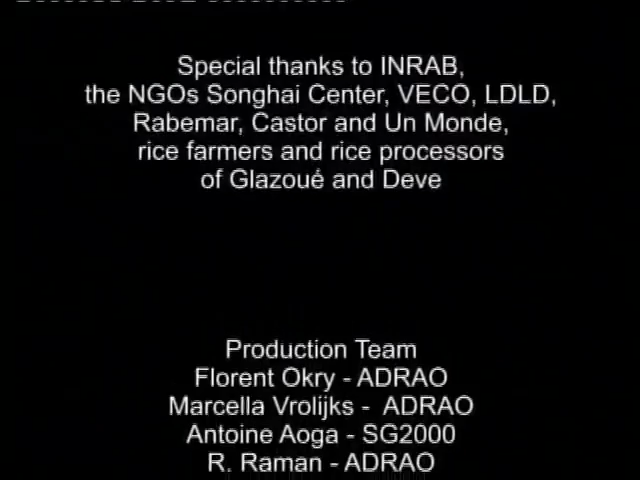 Special thanks to INRAB,
the NGOs Songhai Center, VECO, LDLD,
Rabemar, Castor and Un Monde,
rice farmers and rice processors
of Glazoué and Deve
Production Team
Florent Okry - ADRAO
Marcella Vrolijks - ADRAO
Antoine Aoga - SG2000
R. Raman - ADRAO